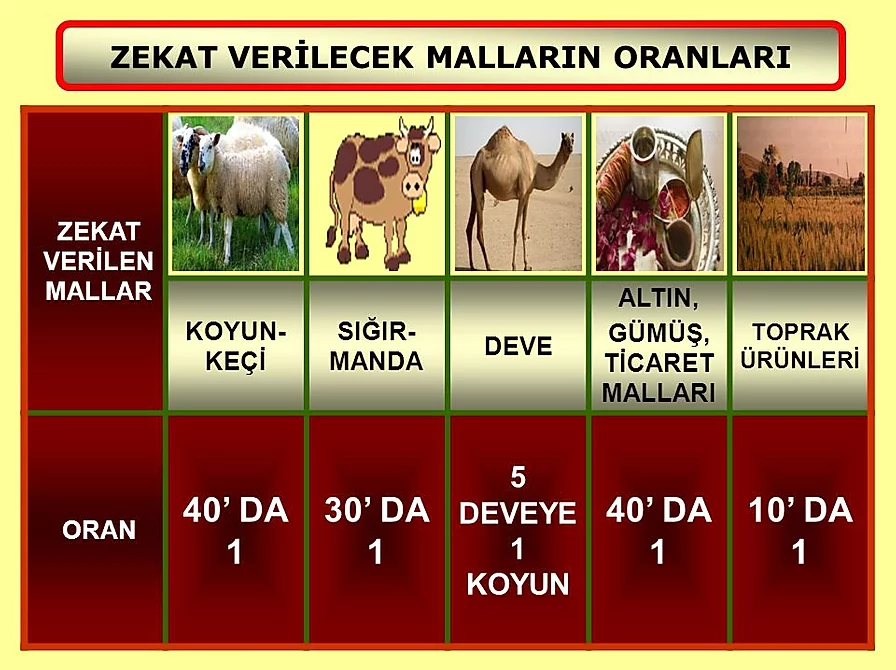 ZEKAT VERİLECEK MALLARIN ORANLARI
ZEKAT
VERİLEN
MALLAR
KOYUN-
KEÇİ
SIĞIR-
MANDA
DEVE
ALTIN,
GÜMÜŞ,
TİCARET
MALLARI
TOPRAK
ÜRÜNLERİ
ORAN
40’ DA
1
30’ DA
1
5
DEVEYE
1
KOYUN
40’ DA
1
10’ DA
1